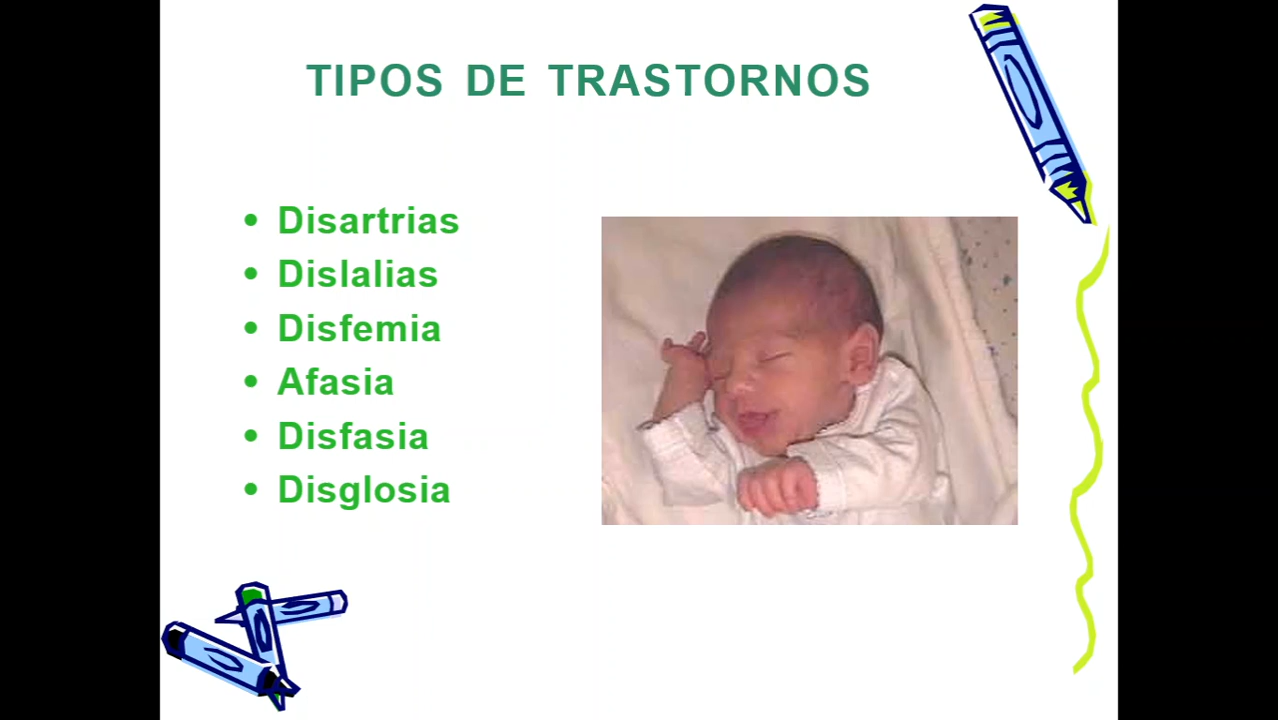 TIPOS DE TRASTORNOS
• Disartrias
• Dislalias
• Disfemia
• Afasia
• Disfasia
• Disglosia